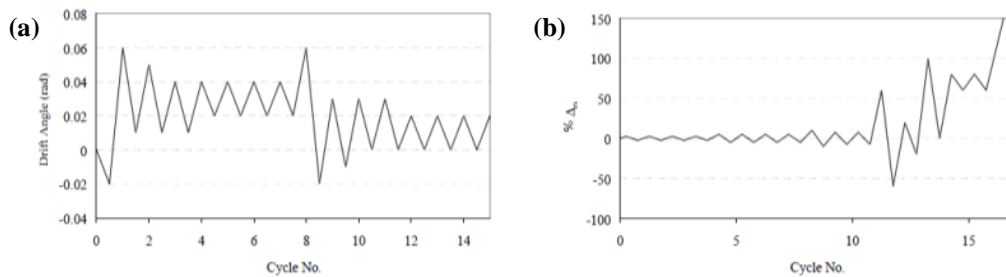 (a)
0.08
0.06
0.04
0.02
0
-0.02
-0.04
Drift Angle (rad)
0 2 4 6 8 10 12 14
Cycle No.
(b)
150
100
50
0
-50
-100
% Δm
0 5 10 15
Cycle No.